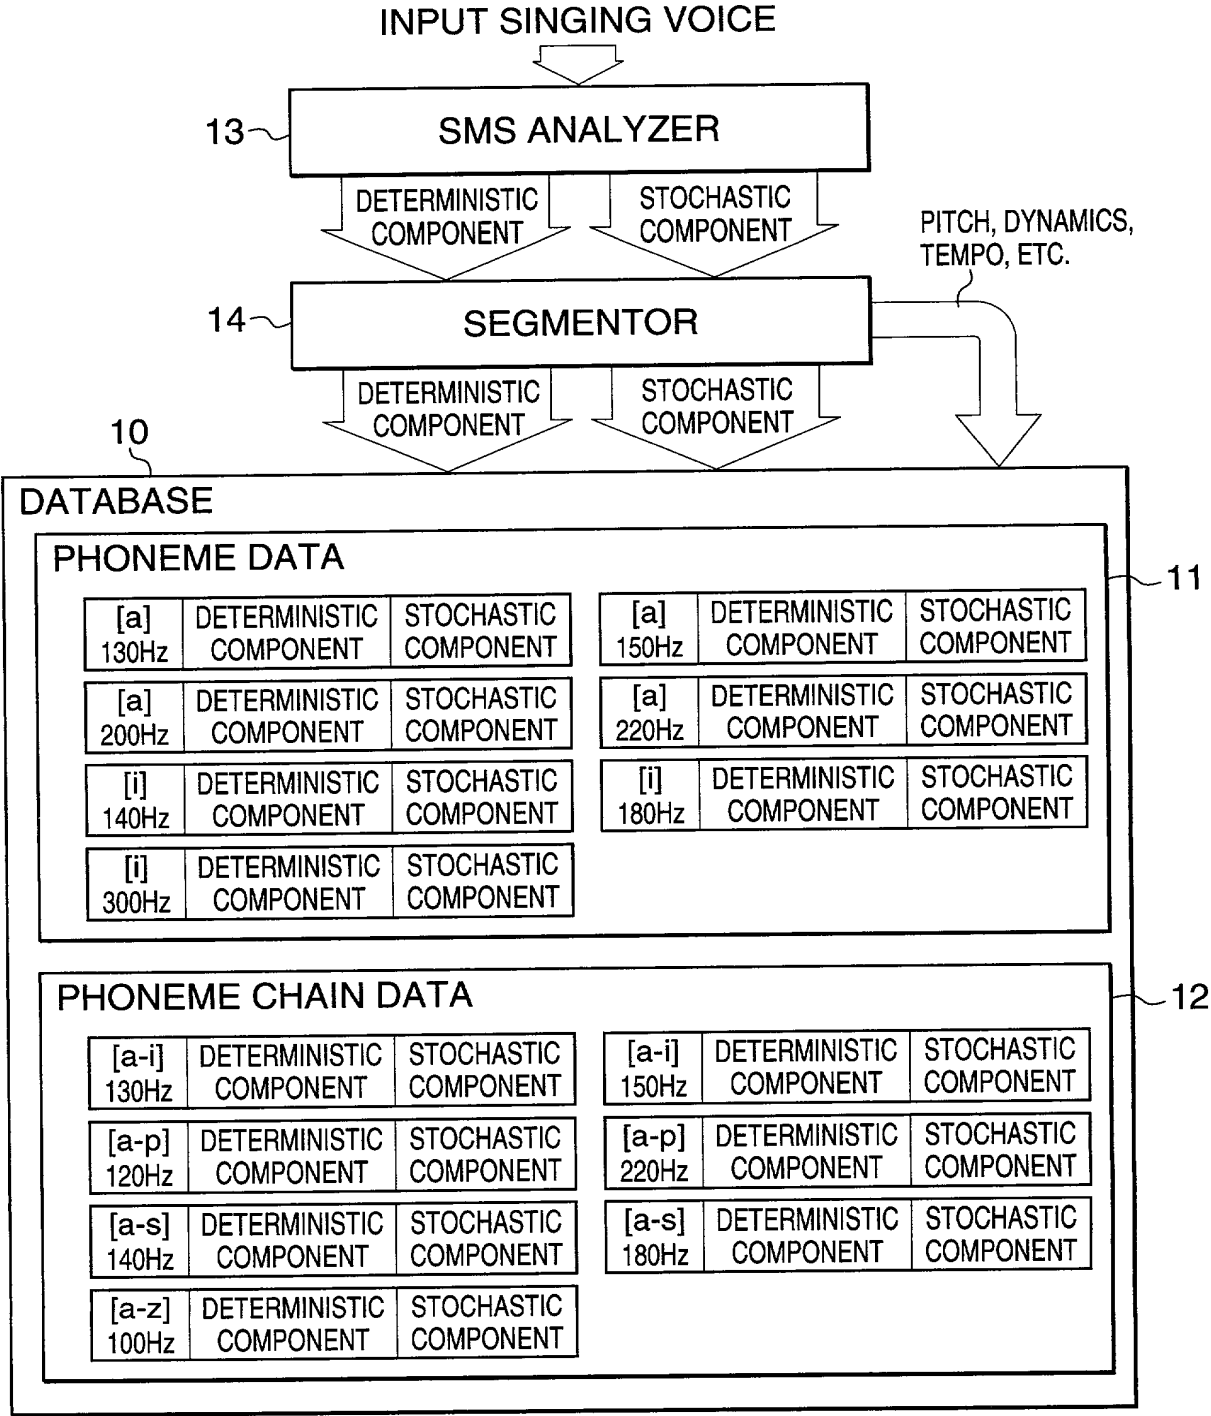 INPUT SINGING VOICE
13
SMS ANALYZER
DETERMINISTIC
COMPONENT
STOCHASTIC
COMPONENT
PITCH, DYNAMICS,
TEMPO, ETC.
14
SEGMENTOR
DETERMINISTIC
COMPONENT
STOCHASTIC
COMPONENT
10
DATABASE
PHONEME DATA
11
[a]
130Hz
DETERMINISTIC
COMPONENT
STOCHASTIC
COMPONENT
[a]
150Hz
DETERMINISTIC
COMPONENT
STOCHASTIC
COMPONENT
[a]
200Hz
DETERMINISTIC
COMPONENT
STOCHASTIC
COMPONENT
[a]
220Hz
DETERMINISTIC
COMPONENT
STOCHASTIC
COMPONENT
[i]
140Hz
DETERMINISTIC
COMPONENT
STOCHASTIC
COMPONENT
[i]
180Hz
DETERMINISTIC
COMPONENT
STOCHASTIC
COMPONENT
[i]
300Hz
DETERMINISTIC
COMPONENT
STOCHASTIC
COMPONENT
PHONEME CHAIN DATA
12
[a-i]
130Hz
DETERMINISTIC
COMPONENT
STOCHASTIC
COMPONENT
[a-i]
150Hz
DETERMINISTIC
COMPONENT
STOCHASTIC
COMPONENT
[a-p]
120Hz
DETERMINISTIC
COMPONENT
STOCHASTIC
COMPONENT
[a-p]
220Hz
DETERMINISTIC
COMPONENT
STOCHASTIC
COMPONENT
[a-s]
140Hz
DETERMINISTIC
COMPONENT
STOCHASTIC
COMPONENT
[a-s]
180Hz
DETERMINISTIC
COMPONENT
STOCHASTIC
COMPONENT
[a-z]
100Hz
DETERMINISTIC
COMPONENT
STOCHASTIC
COMPONENT